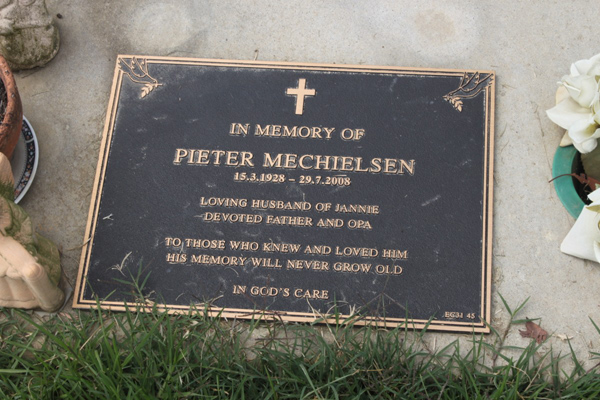 IN MEMORY OF
PIETER MECHIELSEN
15.3.1928 – 29.7.2008
LOVING HUSBAND OF JANNIE
DEVOTED FATHER AND OPA
TO THOSE WHO KNEW AND LOVED HIM
HIS MEMORY WILL NEVER GROW OLD
IN GOD'S CARE
45